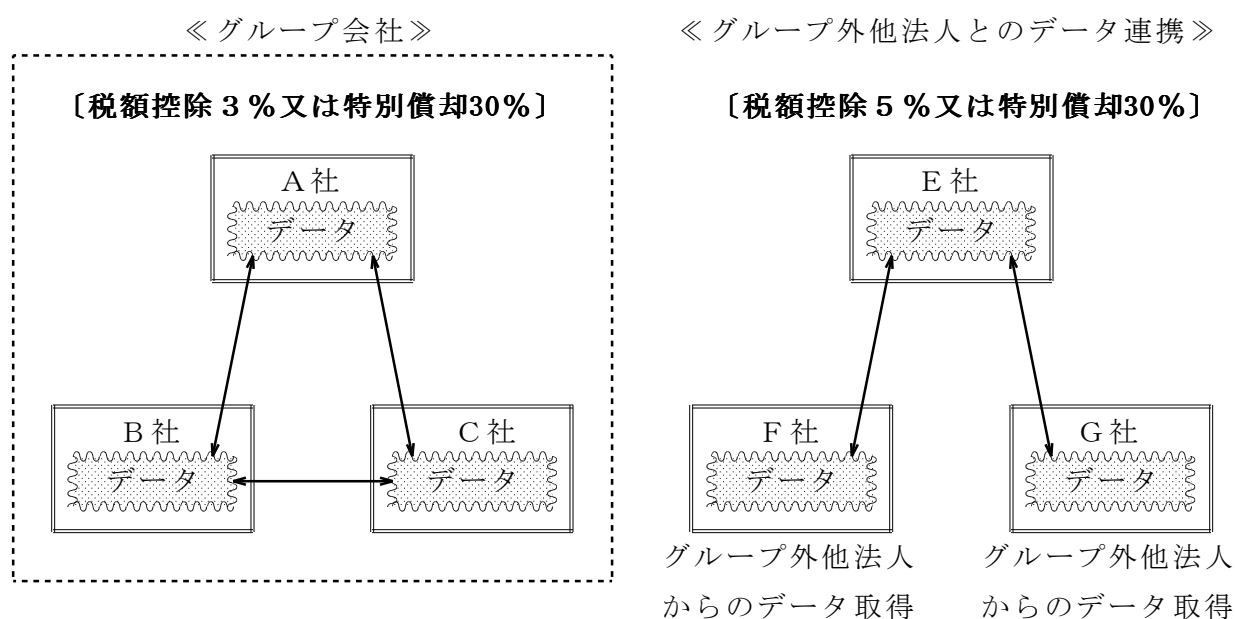 ≪グループ会社≫
〔税額控除３％又は特別償却30％〕
Ａ社
データ
Ｂ社
データ
Ｃ社
データ
≪グループ外他法人とのデータ連携≫
〔税額控除５％又は特別償却30％〕
Ｅ社
データ
Ｆ社
データ
グループ外他法人
からのデータ取得
Ｇ社
データ
グループ外他法人
からのデータ取得